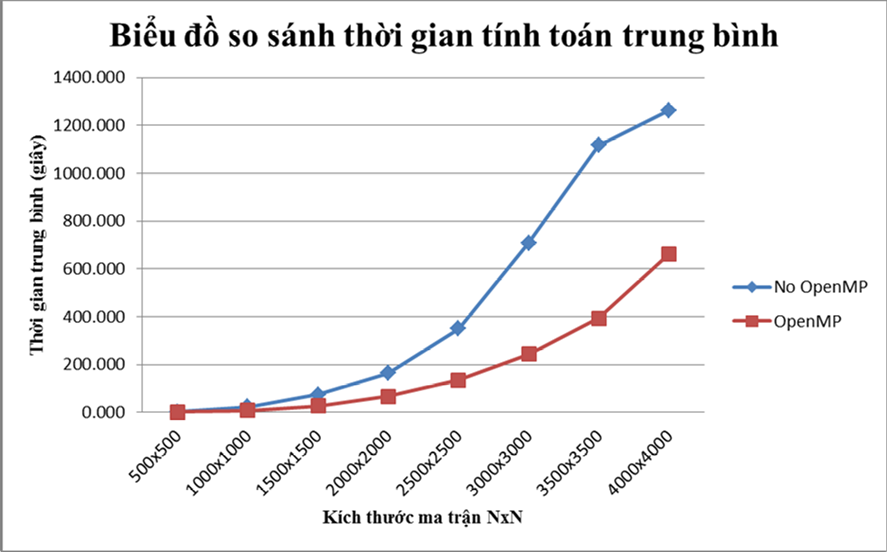 Biểu đồ so sánh thời gian tính toán trung bình
Thời gian trung bình (giây)
1400.000
1200.000
1000.000
800.000
600.000
400.000
200.000
0.000
500x500
1000x1000
1500x1500
2000x2000
2500x2500
3000x3000
3500x3500
4000x4000
Kích thước ma trận NxN
No OpenMP
OpenMP